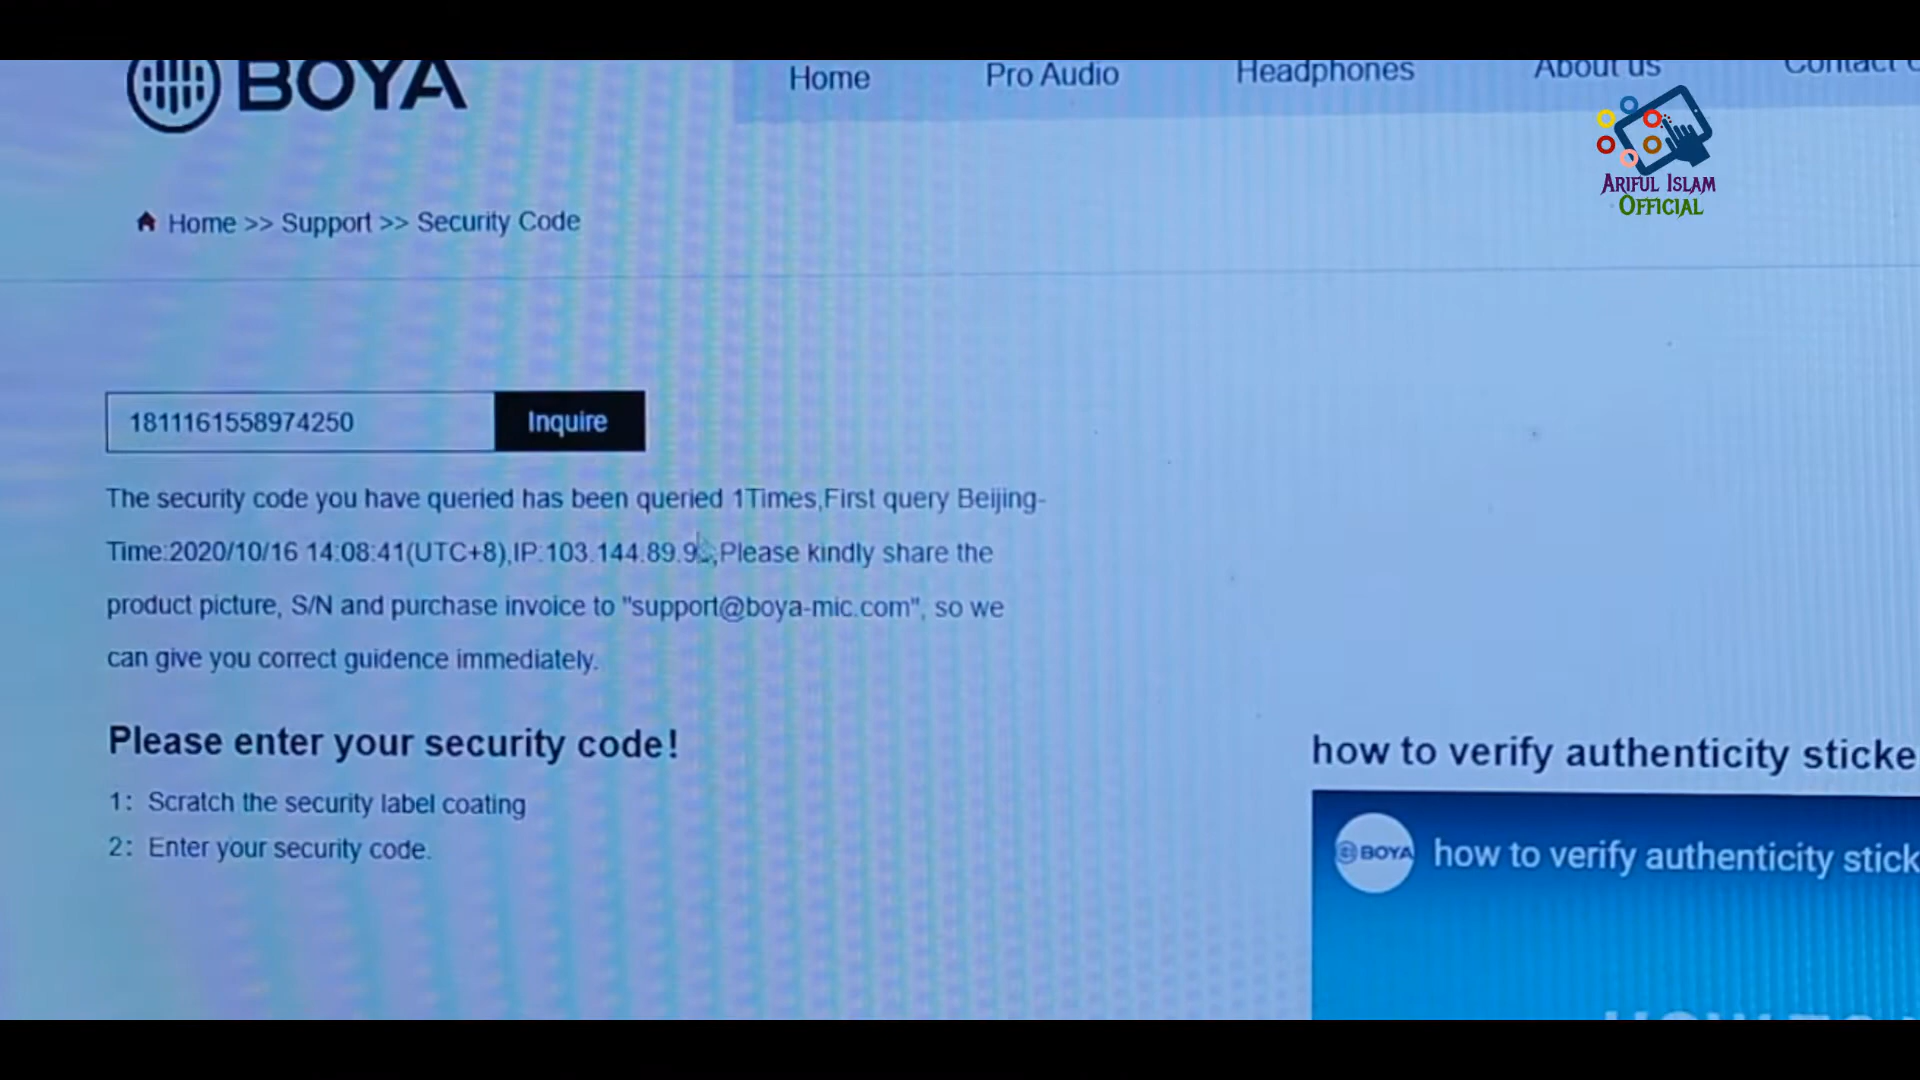 BOYA
Home Pro Audio Headphones About us Contact
ARIFUL ISLAM
OFFICIAL
Home >> Support >> Security Code
1811161558974250 Inquire
The security code you have queried has been queried 1Times,First query Beijing-
Time:2020/10/16 14:08:41(UTC+8),IP:103.144.89.9 ,Please kindly share the
product picture, S/N and purchase invoice to "support@boya-mic.com", so we
can give you correct guidence immediately.
Please enter your security code!
1: Scratch the security label coating
2: Enter your security code.
how to verify authenticity sticke
BOYA how to verify authenticity stick